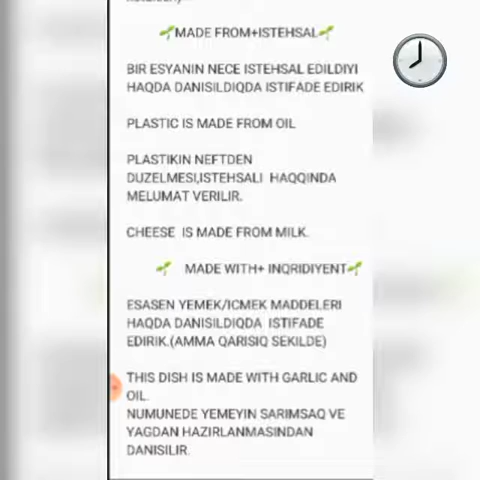 🌱MADE FROM+ISTEHSAL🌱
BIR ESYANIN NECE ISTEHSAL EDILDIYI
HAQDA DANISILDIQDA ISTIFADE EDIRIK
PLASTIC IS MADE FROM OIL
PLASTIKIN NEFTDEN
DUZELMESI,ISTEHSALI HAQQINDA
MELUMAT VERILIR.
CHEESE IS MADE FROM MILK.
🌱 MADE WITH+ INQRIDIYENT🌱
ESASEN YEMEK/ICMEK MADDELERI
HAQDA DANISILDIQDA ISTIFADE
EDIRIK.(AMMA QARISIQ SEKILDE)
THIS DISH IS MADE WITH GARLIC AND
OIL.
NUMUNEDE YEMEYIN SARIMSAQ VE
YAGDAN HAZIRLANMASINDAN
DANISILIR.